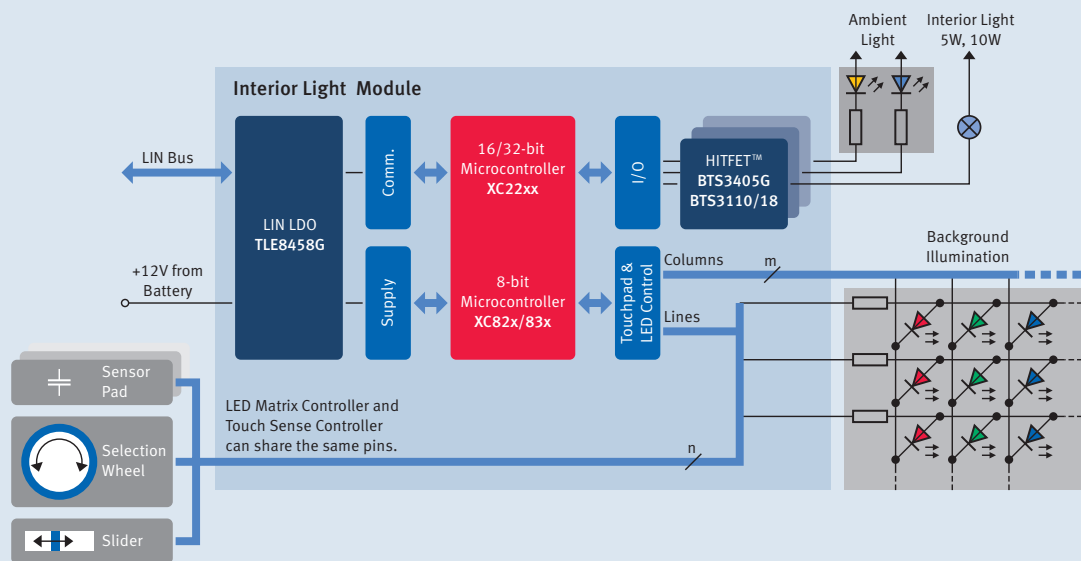 Ambient
Light
Interior Light
5W, 10W
Interior Light Module
LIN Bus
+12V from
Battery
LIN LDO
TLE8458G
Comm.
Supply
16/32-bit
Microcontroller
XC22xx
8-bit
Microcontroller
XC82x/83x
I/O
Touchpad &
LED Control
HITFET™
BTS3405G
BTS3110/18
Columns
m
Lines
Background
Illumination
Sensor
Pad
Selection
Wheel
Slider
LED Matrix Controller and
Touch Sense Controller
can share the same pins.
n